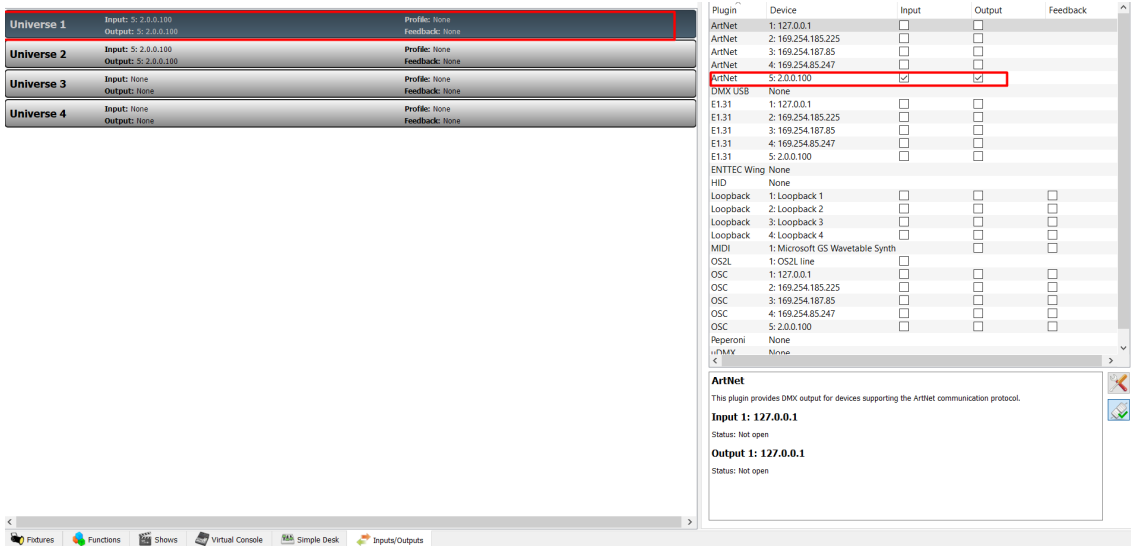 Universe 1 Input: 5: 2.0.0.100 Profile: None
Output: 5: 2.0.0.100 Feedback: None
Universe 2 Input: 5: 2.0.0.100 Profile: None
Output: 5: 2.0.0.100 Feedback: None
Universe 3 Input: None Profile: None
Output: None Feedback: None
Universe 4 Input: None Profile: None
Output: None Feedback: None
Plugin Device Input Output Feedback
ArtNet 1: 127.0.0.1
ArtNet 2: 169.254.185.225
ArtNet 3: 169.254.187.85
ArtNet 4: 169.254.85.247
ArtNet 5: 2.0.0.100
DMX USB None
E1.31 1: 127.0.0.1
E1.31 2: 169.254.185.225
E1.31 3: 169.254.187.85
E1.31 4: 169.254.85.247
E1.31 5: 2.0.0.100
ENTTEC Wing None
HID None
Loopback 1: Loopback 1
Loopback 2: Loopback 2
Loopback 3: Loopback 3
Loopback 4: Loopback 4
MIDI 1: Microsoft GS Wavetable Synth
OS2L 1: OS2L line
OSC 1: 127.0.0.1
OSC 2: 169.254.185.225
OSC 3: 169.254.187.85
OSC 4: 169.254.85.247
OSC 5: 2.0.0.100
Peperoni None
uDMX None
ArtNet
This plugin provides DMX output for devices supporting the ArtNet communication protocol.
Input 1: 127.0.0.1
Status: Not open
Output 1: 127.0.0.1
Status: Not open
Fixtures Functions Shows Virtual Console Simple Desk Inputs/Outputs